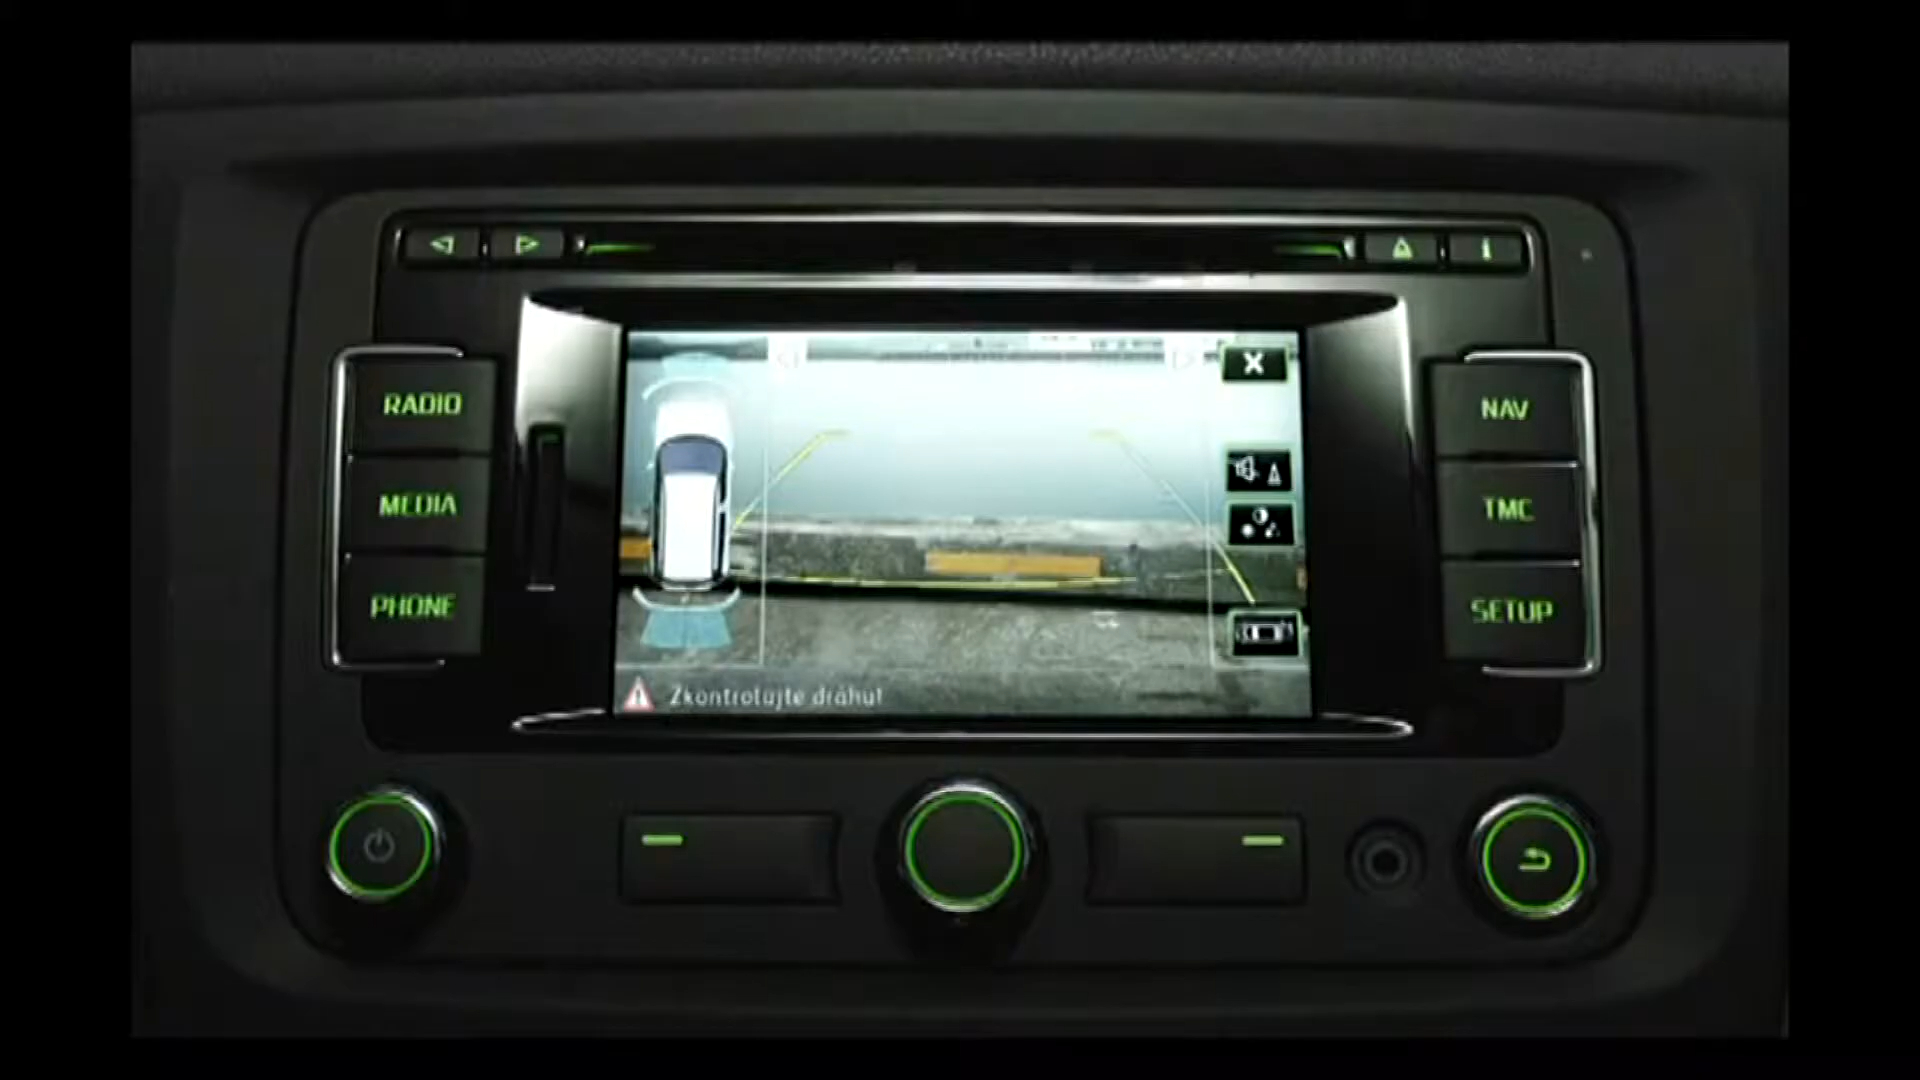 RADIO
MEDIA
PHONE
NAV
TMC
SETUP
Zkontrolujte dráhu!